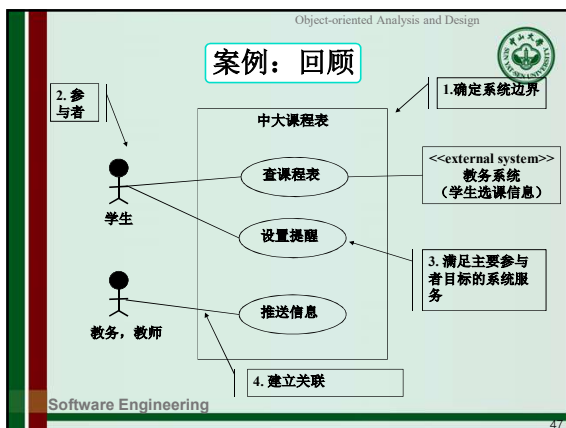 Object-oriented Analysis and Design
案例：回顾
2. 参
与者
1.确定系统边界
中大课程表
查课程表
<<external system>>
教务系统
（学生选课信息）
学生
设置提醒
3. 满足主要参与
者目标的系统服
务
推送信息
教务，教师
4. 建立关联
Software Engineering
47